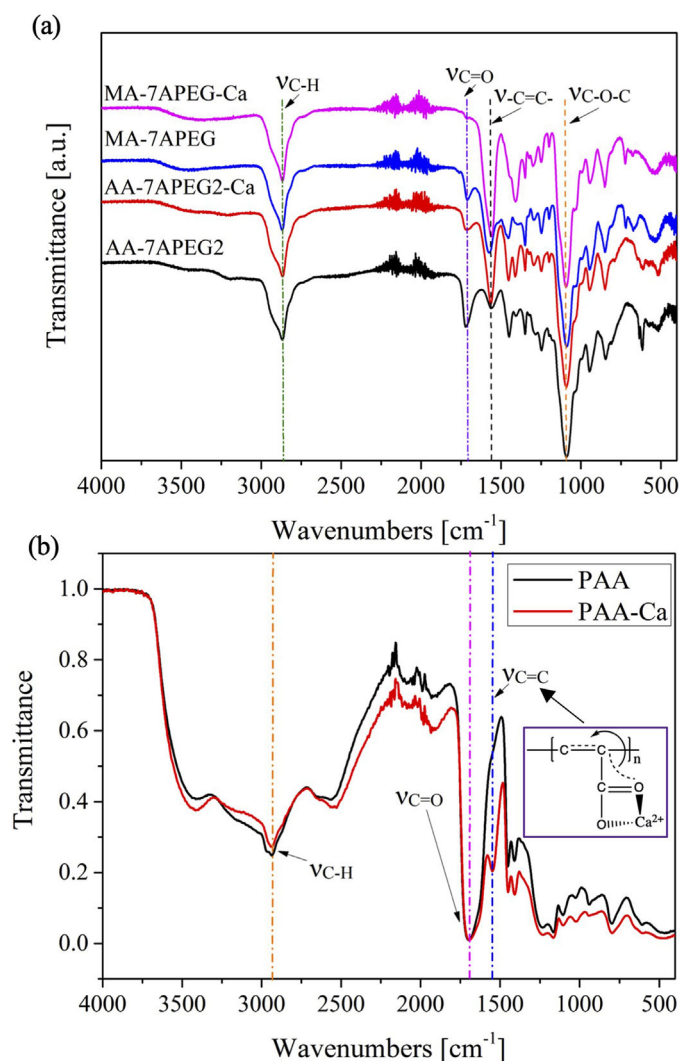 (a)
MA-7APEG-Ca
νC-H
νC=O
ν-C=C-
νC-O-C
MA-7APEG
AA-7APEG2-Ca
AA-7APEG2
Transmittance [a.u.]
4000 3500 3000 2500 2000 1500 1000 500
Wavenumbers [cm-1]
(b)
PAA
PAA-Ca
1.0
0.8
0.6
0.4
0.2
0.0
Transmittance
νC=C
νC=O
νC-H
C C n
C O
O Ca2+
4000 3500 3000 2500 2000 1500 1000 500
Wavenumbers [cm-1]